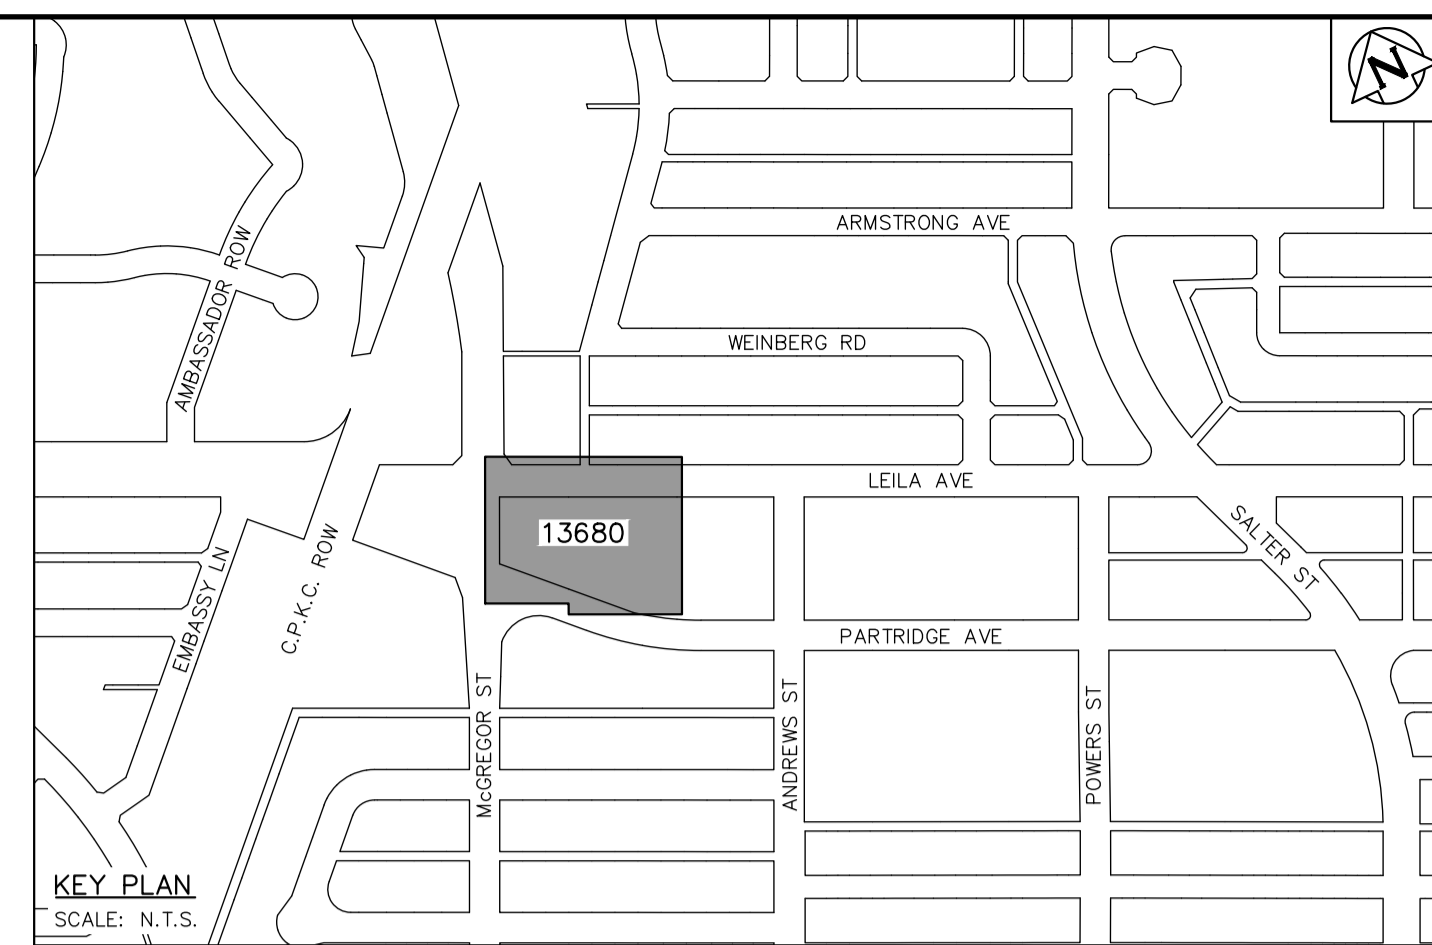 N
ARMSTRONG AVE
AMBASSADOR ROW
WEINBERG RD
LEILA AVE
13680
SALTER ST
C.P.K.C. ROW
EMBASSY LN
PARTRIDGE AVE
McGREGOR ST
ANDREWS ST
POWERS ST
KEY PLAN
SCALE: N.T.S.